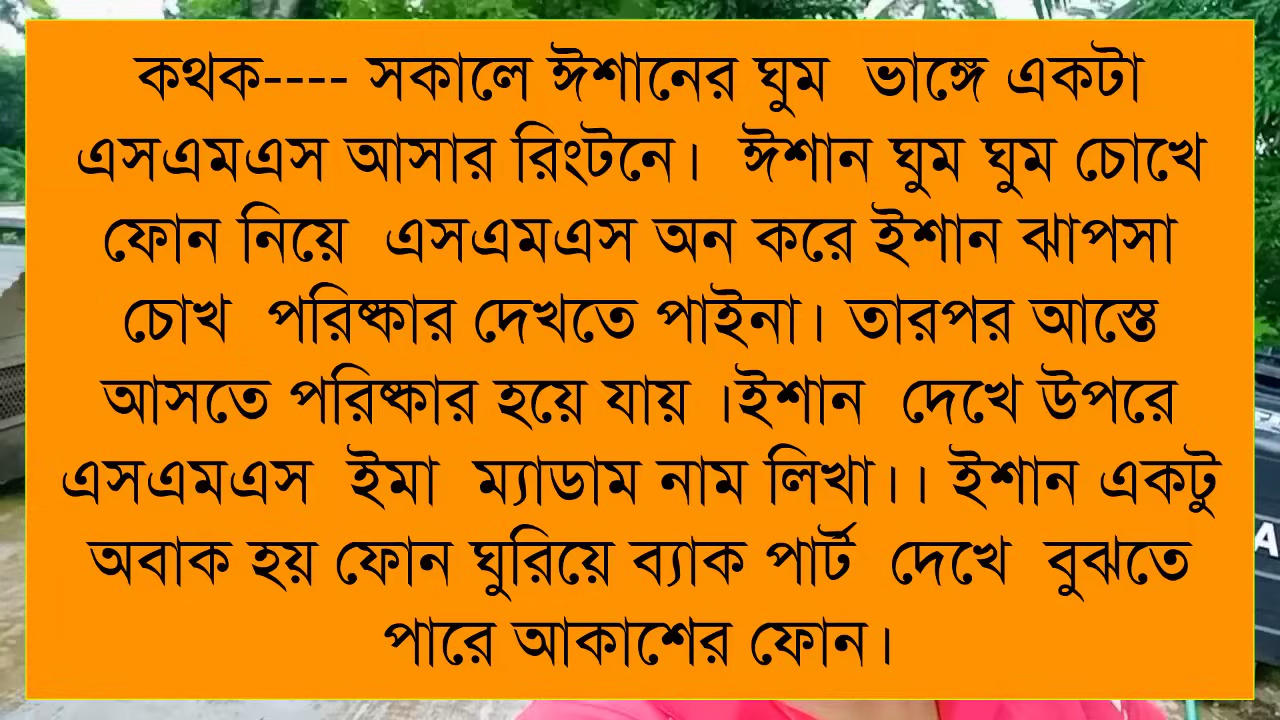 কথক---- সকালে ঈশানের ঘুম  ভাঙ্গে একটা
এসএমএস আসার রিংটনে।  ঈশান ঘুম ঘুম চোখে
ফোন নিয়ে  এসএমএস অন করে ইশান ঝাপসা
চোখ  পরিষ্কার দেখতে পাইনা। তারপর আস্তে
আসতে পরিষ্কার হয়ে যায় ।ইশান  দেখে উপরে
এসএমএস  ইমা  ম্যাডাম নাম লিখা।। ইশান একটু
অবাক হয় ফোন ঘুরিয়ে ব্যাক পার্ট  দেখে  বুঝতে
পারে আকাশের ফোন।
A